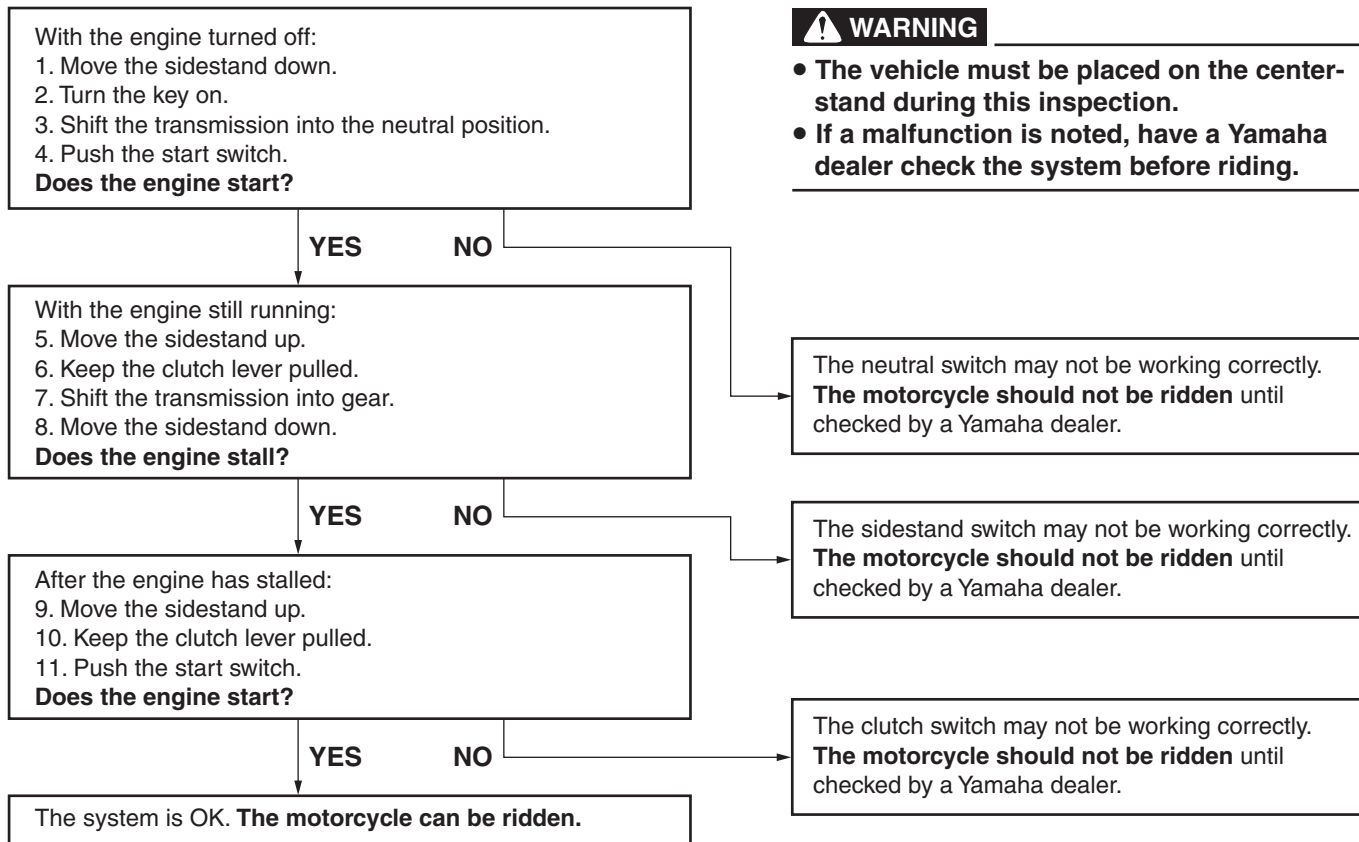 With the engine turned off:
1. Move the sidestand down.
2. Turn the key on.
3. Shift the transmission into the neutral position.
4. Push the start switch.
Does the engine start?
WARNING
• The vehicle must be placed on the center-
stand during this inspection.
• If a malfunction is noted, have a Yamaha
dealer check the system before riding.
YES NO
With the engine still running:
5. Move the sidestand up.
6. Keep the clutch lever pulled.
7. Shift the transmission into gear.
8. Move the sidestand down.
Does the engine stall?
The neutral switch may not be working correctly.
The motorcycle should not be ridden until
checked by a Yamaha dealer.
YES NO
After the engine has stalled:
9. Move the sidestand up.
10. Keep the clutch lever pulled.
11. Push the start switch.
Does the engine start?
The sidestand switch may not be working correctly.
The motorcycle should not be ridden until
checked by a Yamaha dealer.
YES NO
The clutch switch may not be working correctly.
The motorcycle should not be ridden until
checked by a Yamaha dealer.
The system is OK. The motorcycle can be ridden.